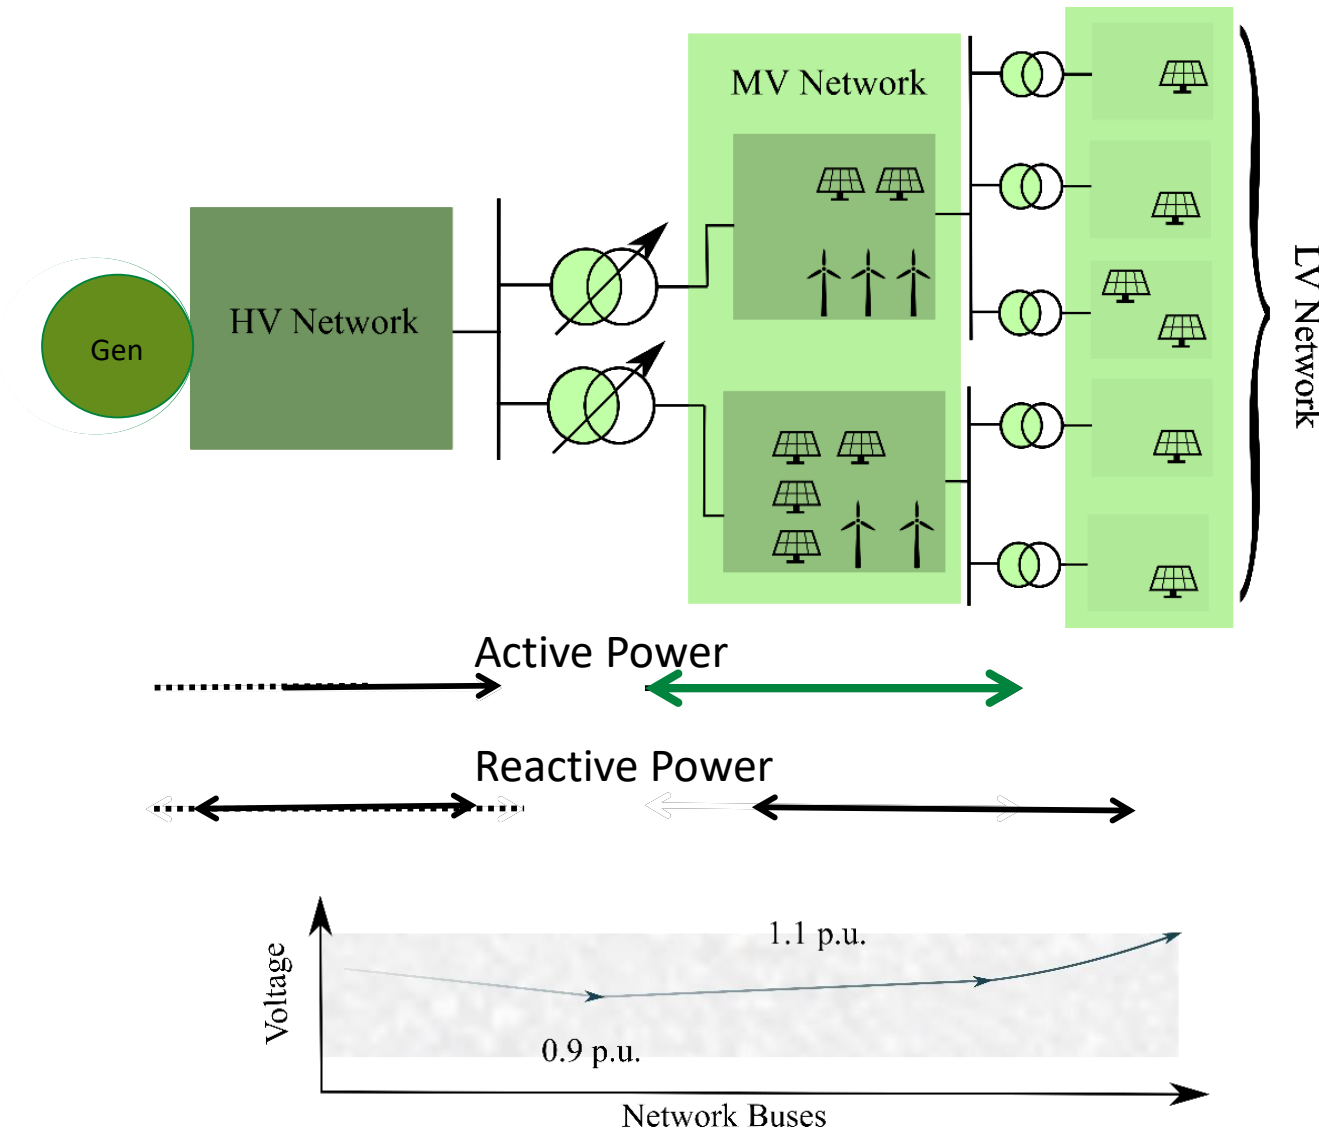 MV Network
HV Network
Gen
LV Network
Active Power
Reactive Power
1.1 p.u.
Voltage
0.9 p.u.
Network Buses